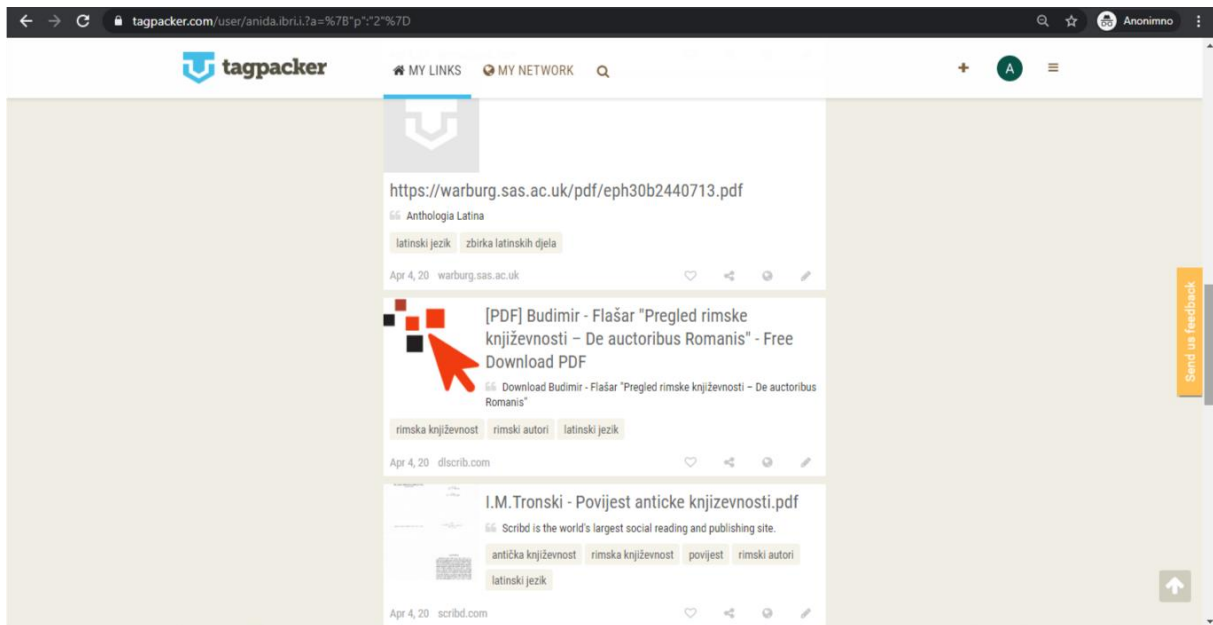 tagpacker.com/user/anida.ibri.i.?a=%7B"p":"2"%7D
Anonimno
tagpacker
MY LINKS
MY NETWORK
A
https://warburg.sas.ac.uk/pdf/eph30b2440713.pdf
Anthologia Latina
latinski jezik zbirka latinskih djela
Apr 4, 20 warburg.sas.ac.uk
[PDF] Budimir - Flašar "Pregled rimske
književnosti – De auctoribus Romanis" - Free
Download PDF
Download Budimir - Flašar "Pregled rimske književnosti – De auctoribus
Romanis"
rimska književnost rimski autori latinski jezik
Apr 4, 20 dlscrib.com
I.M.Tronski - Povijest anticke knjizevnosti.pdf
Scribd is the world's largest social reading and publishing site.
antička književnost rimska književnost povijest rimski autori
latinski jezik
Apr 4, 20 scribd.com
Send us feedback